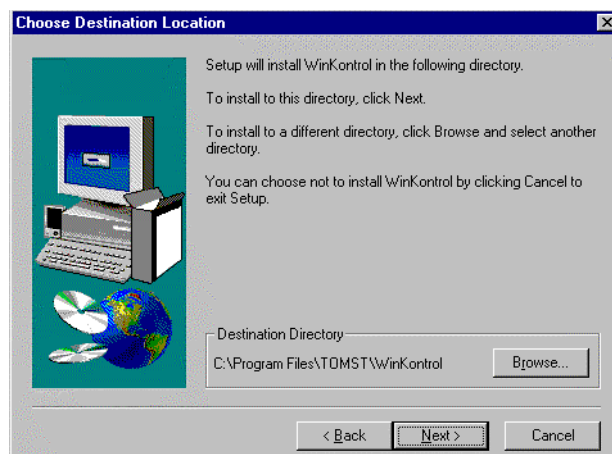 Choose Destination Location
Setup will install WinKontrol in the following directory.
To install to this directory, click Next.
To install to a different directory, click Browse and select another
directory.
You can choose not to install WinKontrol by clicking Cancel to
exit Setup.
Destination Directory
C:\Program Files\TOMST\WinKontrol
Browse...
< Back
Next >
Cancel